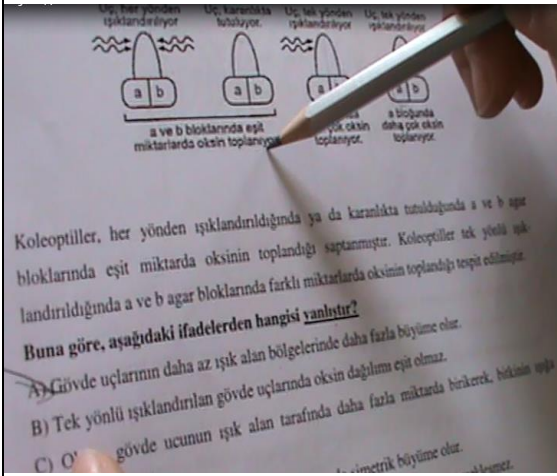 Uç, her yönden
ışıklandırılıyor
Uç, karanlıkta
tutuluyor.
Uç, tek yönden
ışıklandırılıyor
Uç, tek yönden
ışıklandırılıyor.
a b
a b
a
a b
a ve b bloklarında eşit
miktarlarda oksin toplanıyor.
çok oksin
toplanıyor.
a bloğunda
daha çok oksin
toplanıyor.
Koleoptiller, her yönden ışıklandırıldığında ya da karanlıkta tutulduğunda a ve b agar
bloklarında eşit miktarda oksinin toplandığı saptanmıştır. Koleoptiller tek yönlü ışık-
landırıldığında a ve b agar bloklarında farklı miktarlarda oksinin toplandığı tespit edilmiştir.
Buna göre, aşağıdaki ifadelerden hangisi yanlıştır?
A) Gövde uçlarının daha az ışık alan bölgelerinde daha fazla büyüme olur.
B) Tek yönlü ışıklandırılan gövde uçlarında oksin dağılımı eşit olmaz.
C) gövde ucunun ışık alan tarafında daha fazla miktarda birikerek, bitkinin ışığa
simetrik büyüme olur.